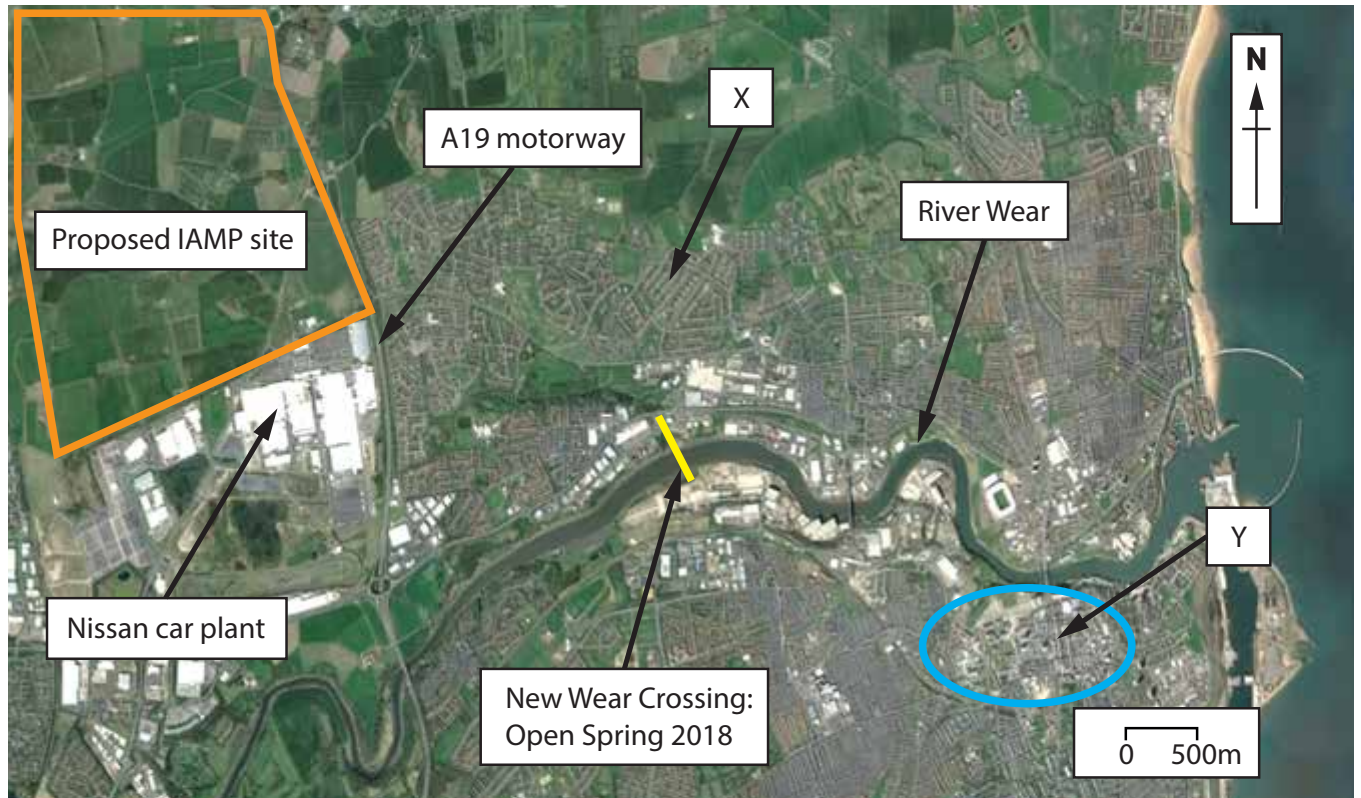 N
X
A19 motorway
River Wear
Proposed IAMP site
Y
Nissan car plant
New Wear Crossing:
Open Spring 2018
0 500m